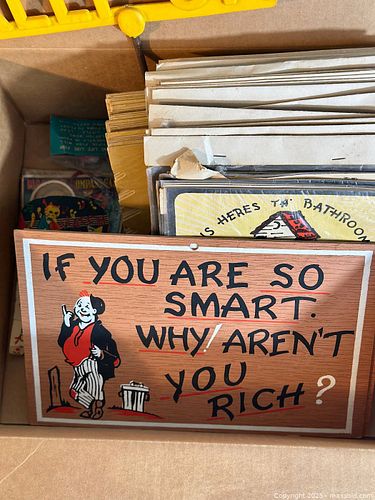 S HERES TH' BATHROOM
IF YOU ARE SO
SMART.
WHY! AREN'T
YOU
RICH?
Copyright 2025 - maxsold.com